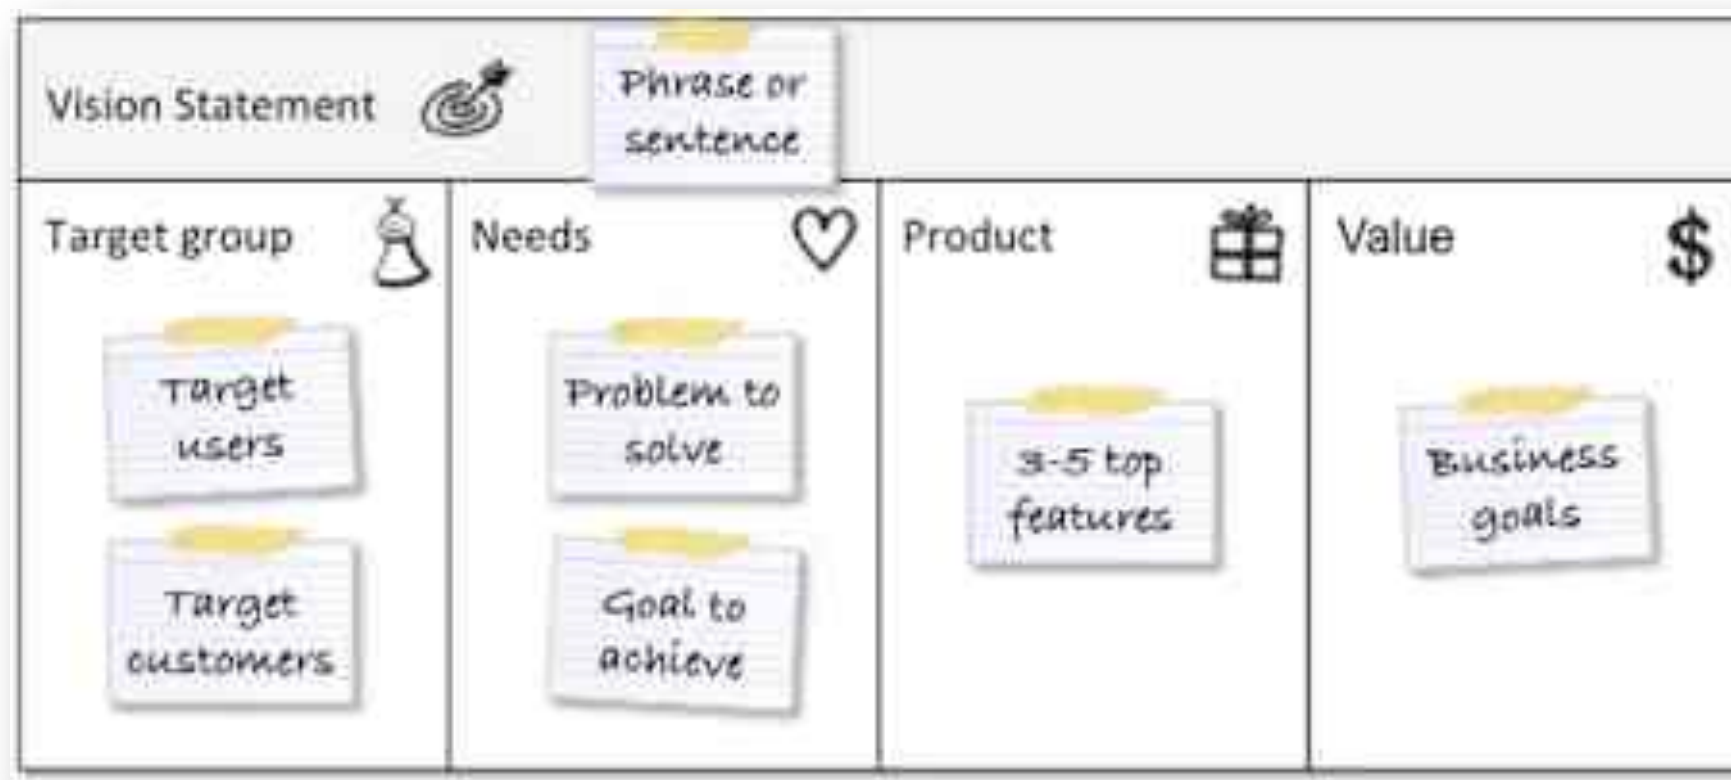 Vision Statement
Phrase or
sentence
Target group
Needs
Product
Value
$
Target
users
Target
customers
Problem to
solve
Goal to
achieve
3-5 top
features
Business
goals